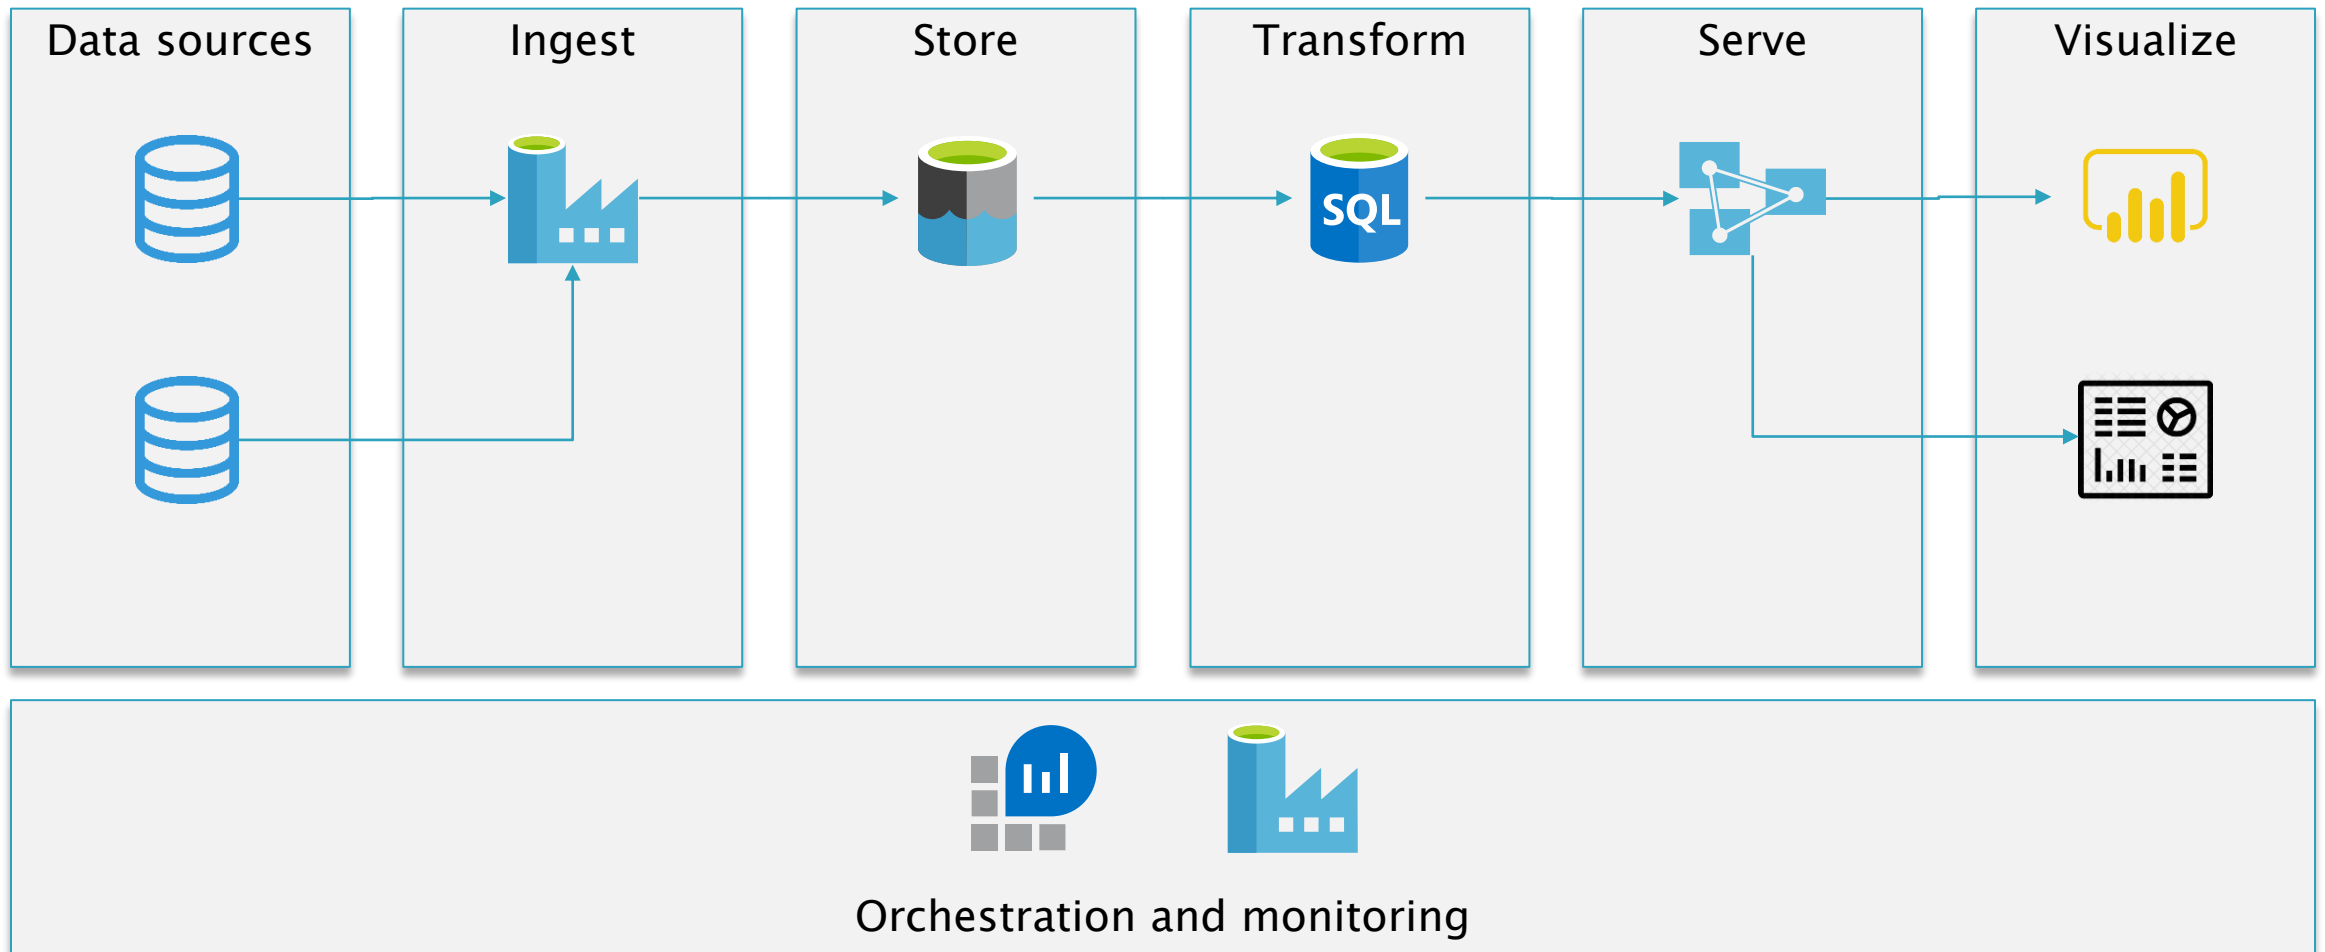 Data sources
Ingest
Store
Transform
Serve
Visualize
SQL
Orchestration and monitoring